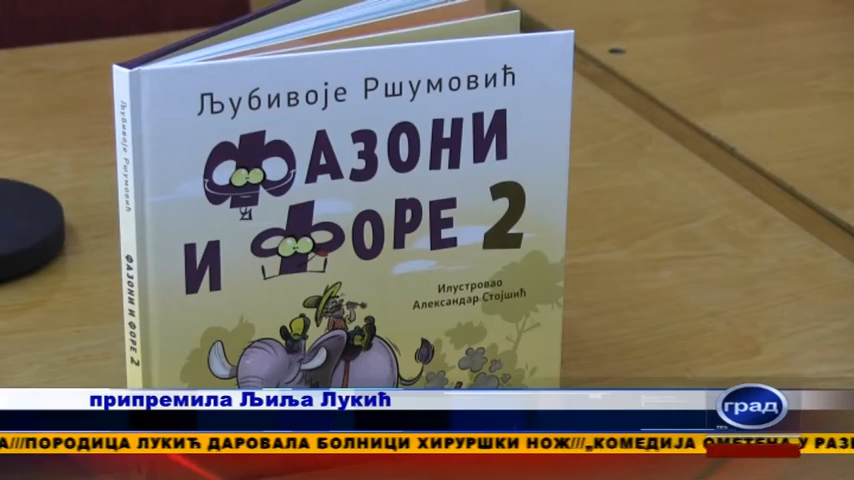 Љубивоје Ршумовић
ФАЗОНИ
И ФОРЕ 2
Илустровао
Александар Стојшић
Љубивоје Ршумовић
ФАЗОНИ И ФОРЕ 2
припремила Љиља Лукић
град
А///ПОРОДИЦА ЛУКИЋ ДАРОВАЛА БОЛНИЦИ ХИРУРШКИ НОЖ///„КОМЕДИЈА ОМЕТЕНА У РАЗВ